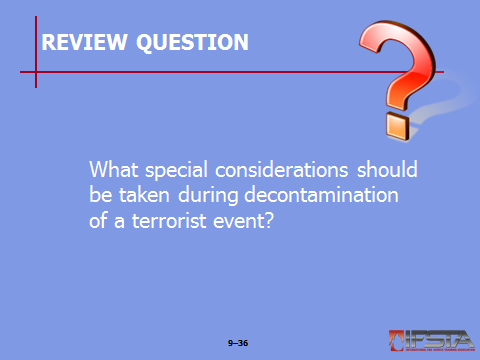 REVIEW QUESTION
What special considerations should
be taken during decontamination
of a terrorist event?
9–36
IFSTA